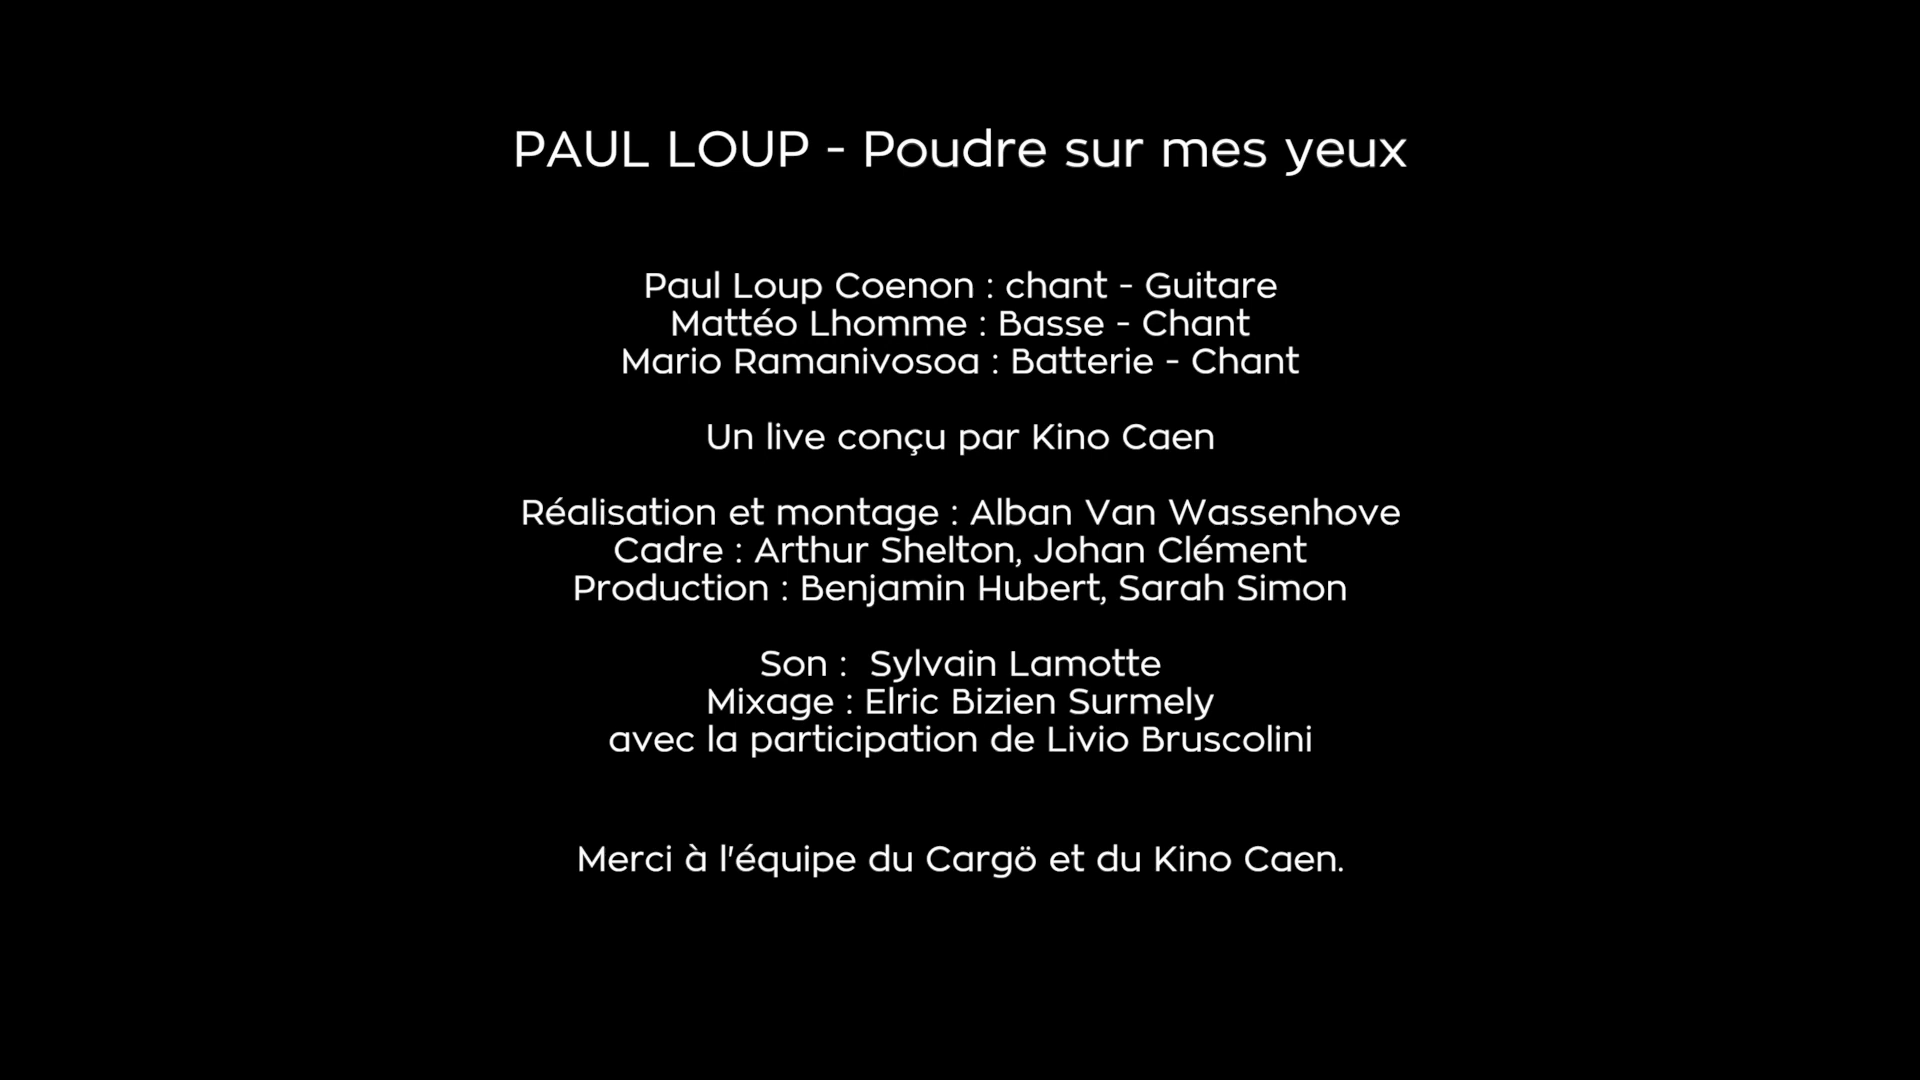 PAUL LOUP - Poudre sur mes yeux
Paul Loup Coenon : chant - Guitare
Mattéo Lhomme : Basse - Chant
Mario Ramanivosoa : Batterie - Chant
Un live conçu par Kino Caen
Réalisation et montage : Alban Van Wassenhove
Cadre : Arthur Shelton, Johan Clément
Production : Benjamin Hubert, Sarah Simon
Son :  Sylvain Lamotte
Mixage : Elric Bizien Surmely
avec la participation de Livio Bruscolini
Merci à l'équipe du Cargö et du Kino Caen.